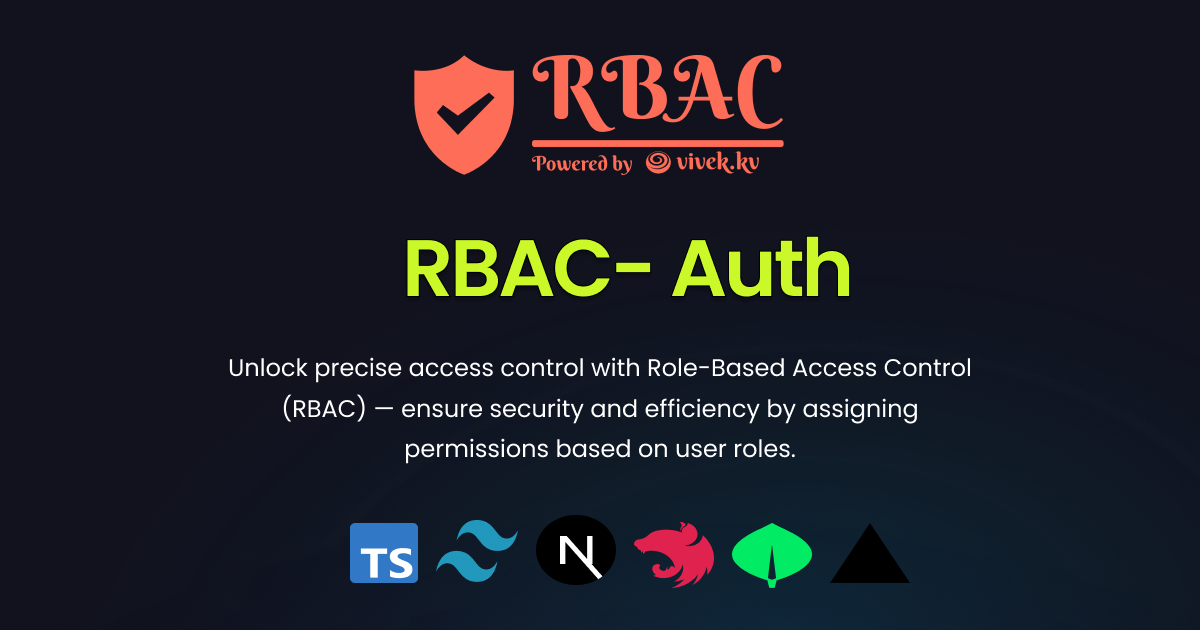 RBAC
Powered by vivek.kv
RBAC- Auth
Unlock precise access control with Role-Based Access Control
(RBAC) — ensure security and efficiency by assigning
permissions based on user roles.
TS
N